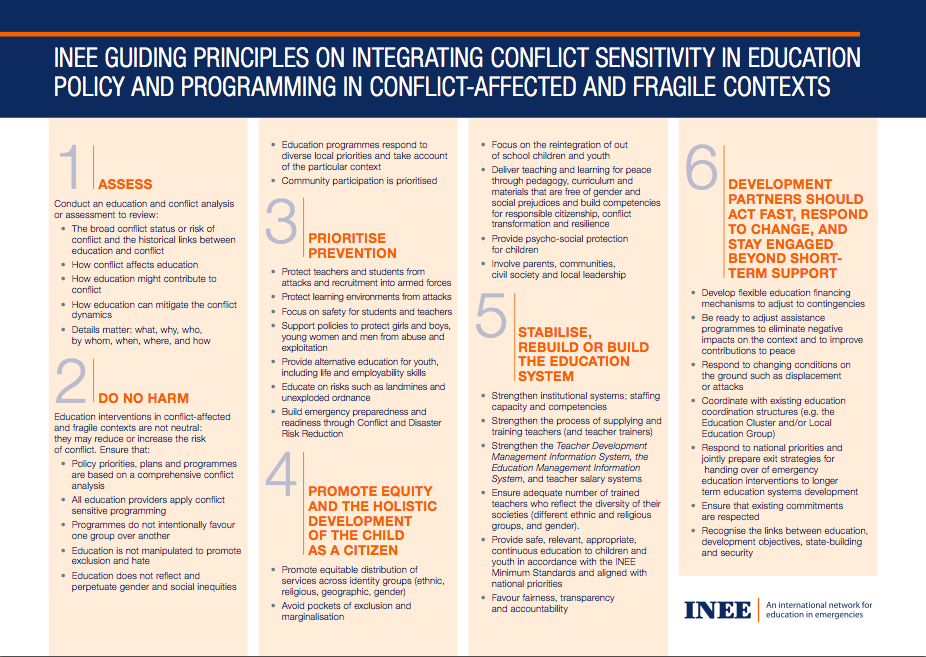 INEE GUIDING PRINCIPLES ON INTEGRATING CONFLICT SENSITIVITY IN EDUCATION
POLICY AND PROGRAMMING IN CONFLICT-AFFECTED AND FRAGILE CONTEXTS
1
ASSESS
Conduct an education and conflict analysis
or assessment to review:
• The broad conflict status or risk of
conflict and the historical links between
education and conflict
• How conflict affects education
• How education might contribute to
conflict
• How education can mitigate the conflict
dynamics
• Details matter: what, why, who,
by whom, when, where, and how
2
DO NO HARM
Education interventions in conflict-affected
and fragile contexts are not neutral:
they may reduce or increase the risk
of conflict. Ensure that:
• Policy priorities, plans and programmes
are based on a comprehensive conflict
analysis
• All education providers apply conflict
sensitive programming
• Programmes do not intentionally favour
one group over another
• Education is not manipulated to promote
exclusion and hate
• Education does not reflect and
perpetuate gender and social inequities
• Education programmes respond to
diverse local priorities and take account
of the particular context
• Community participation is prioritised
3
PRIORITISE
PREVENTION
• Protect teachers and students from
attacks and recruitment into armed forces
• Protect learning environments from attacks
• Focus on safety for students and teachers
• Support policies to protect girls and boys,
young women and men from abuse and
exploitation
• Provide alternative education for youth,
including life and employability skills
• Educate on risks such as landmines and
unexploded ordnance
• Build emergency preparedness and
readiness through Conflict and Disaster
Risk Reduction
4
PROMOTE EQUITY
AND THE HOLISTIC
DEVELOPMENT
OF THE CHILD
AS A CITIZEN
• Promote equitable distribution of
services across identity groups (ethnic,
religious, geographic, gender)
• Avoid pockets of exclusion and
marginalisation
• Focus on the reintegration of out
of school children and youth
• Deliver teaching and learning for peace
through pedagogy, curriculum and
materials that are free of gender and
social prejudices and build competencies
for responsible citizenship, conflict
transformation and resilience
• Provide psycho-social protection
for children
• Involve parents, communities,
civil society and local leadership
5
STABILISE,
REBUILD OR BUILD
THE EDUCATION
SYSTEM
• Strengthen institutional systems; staffing
capacity and competencies
• Strengthen the process of supplying and
training teachers (and teacher trainers)
• Strengthen the Teacher Development
Management Information System, the
Education Management Information
System, and teacher salary systems
• Ensure adequate number of trained
teachers who reflect the diversity of their
societies (different ethnic and religious
groups, and gender).
• Provide safe, relevant, appropriate,
continuous education to children and
youth in accordance with the INEE
Minimum Standards and aligned with
national priorities
• Favour fairness, transparency
and accountability
6
DEVELOPMENT
PARTNERS SHOULD
ACT FAST, RESPOND
TO CHANGE, AND
STAY ENGAGED
BEYOND SHORT-
TERM SUPPORT
• Develop flexible education financing
mechanisms to adjust to contingencies
• Be ready to adjust assistance
programmes to eliminate negative
impacts on the context and to improve
contributions to peace
• Respond to changing conditions on
the ground such as displacement
or attacks
• Coordinate with existing education
coordination structures (e.g. the
Education Cluster and/or Local
Education Group)
• Respond to national priorities and
jointly prepare exit strategies for
handing over of emergency
education interventions to longer
term education systems development
• Ensure that existing commitments
are respected
• Recognise the links between education,
development objectives, state-building
and security
INEE
An international network for
education in emergencies